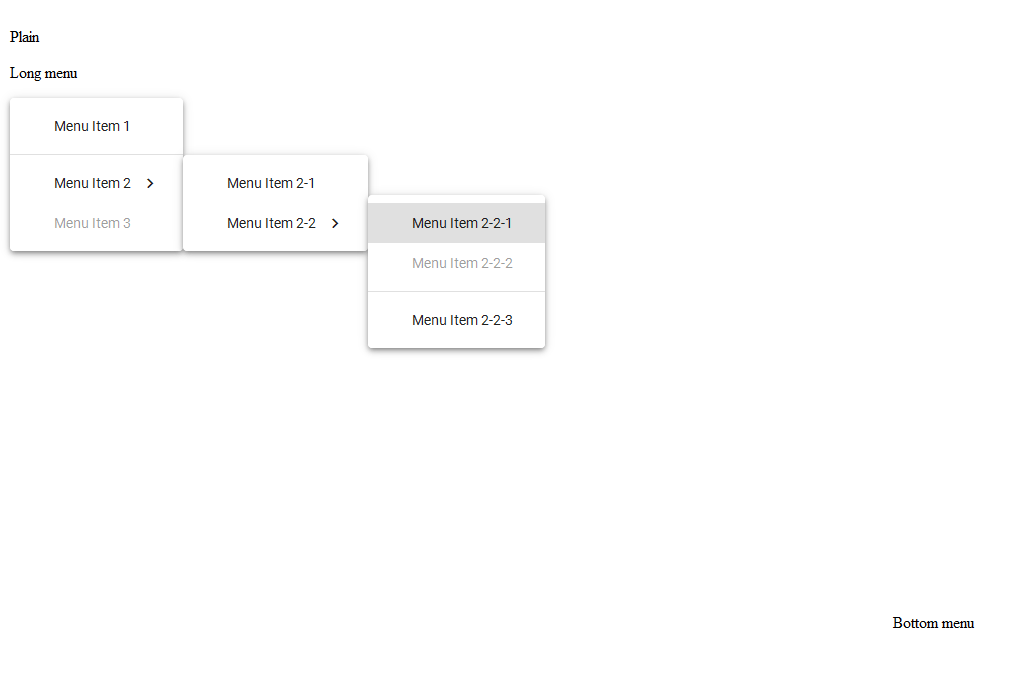 Plain
Long menu
Menu Item 1
Menu Item 2
Menu Item 3
Menu Item 2-1
Menu Item 2-2
Menu Item 2-2-1
Menu Item 2-2-2
Menu Item 2-2-3
Bottom menu